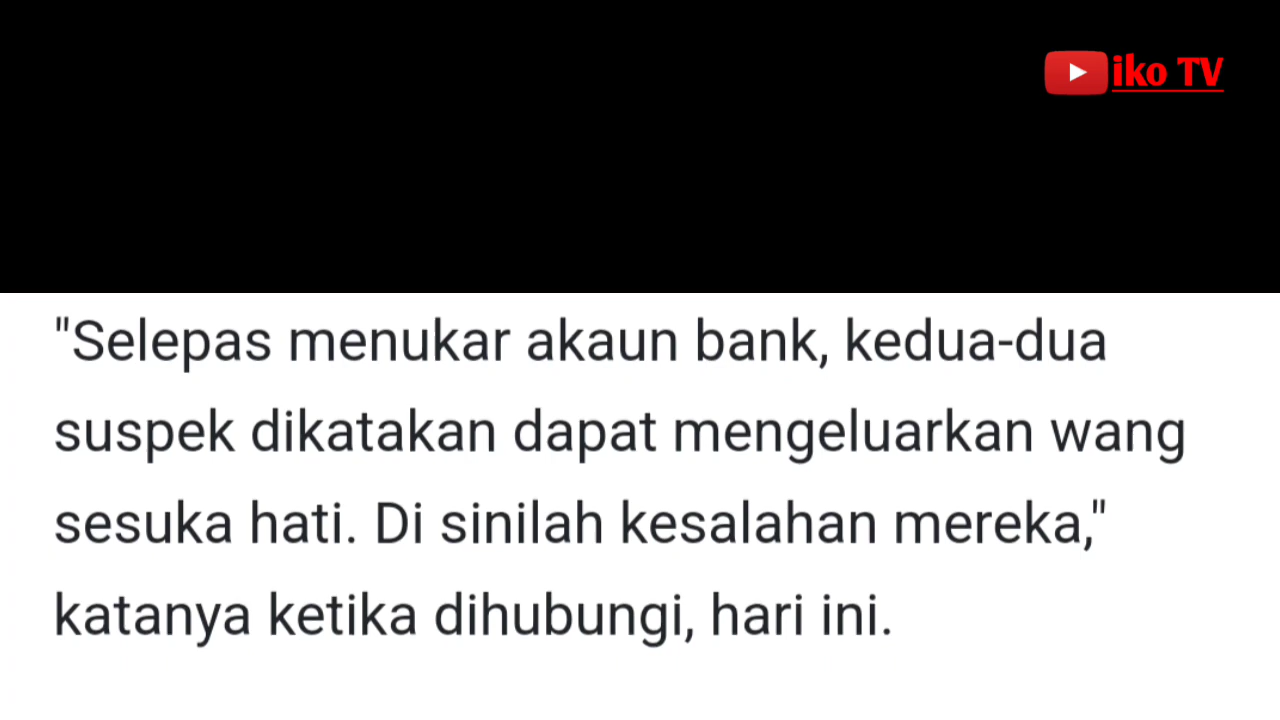 iko TV
"Selepas menukar akaun bank, kedua-dua
suspek dikatakan dapat mengeluarkan wang
sesuka hati. Di sinilah kesalahan mereka,"
katanya ketika dihubungi, hari ini.